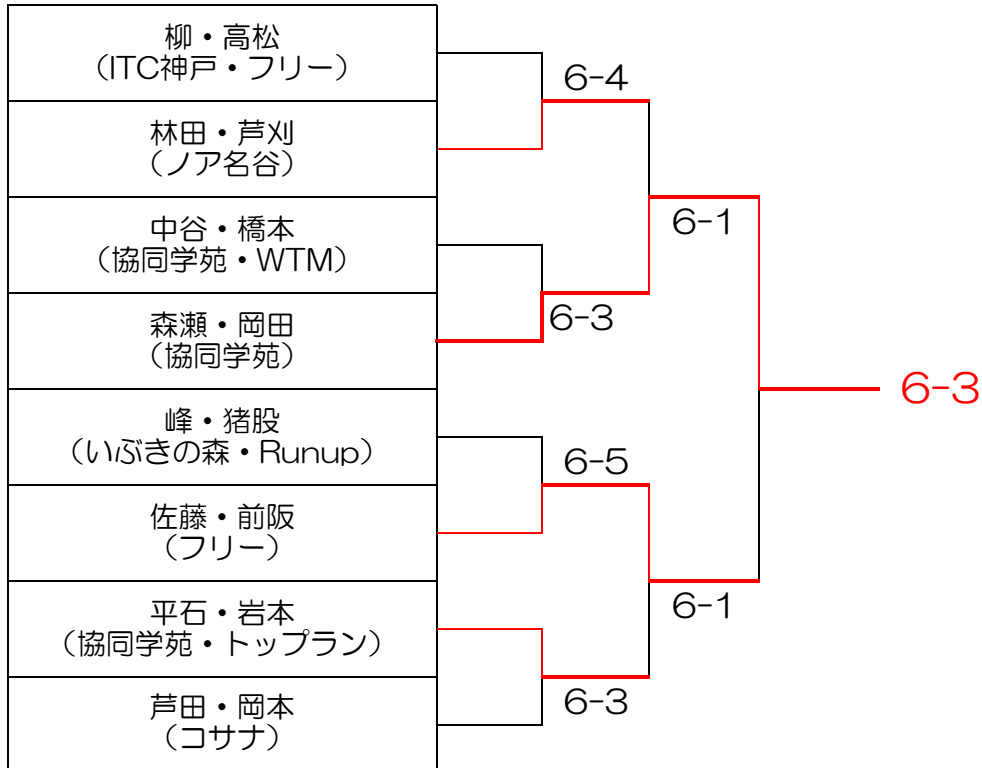 柳・高松
（ITC神戸・フリー）
6-4
林田・芦刈
（ノア名谷）
中谷・橋本
（協同学苑・WTM）
6-1
森瀬・岡田
（協同学苑）
6-3
6-3
峰・猪股
（いぶきの森・Runup）
6-5
佐藤・前阪
（フリー）
平石・岩本
（協同学苑・トップラン）
6-1
芦田・岡本
（コサナ）
6-3